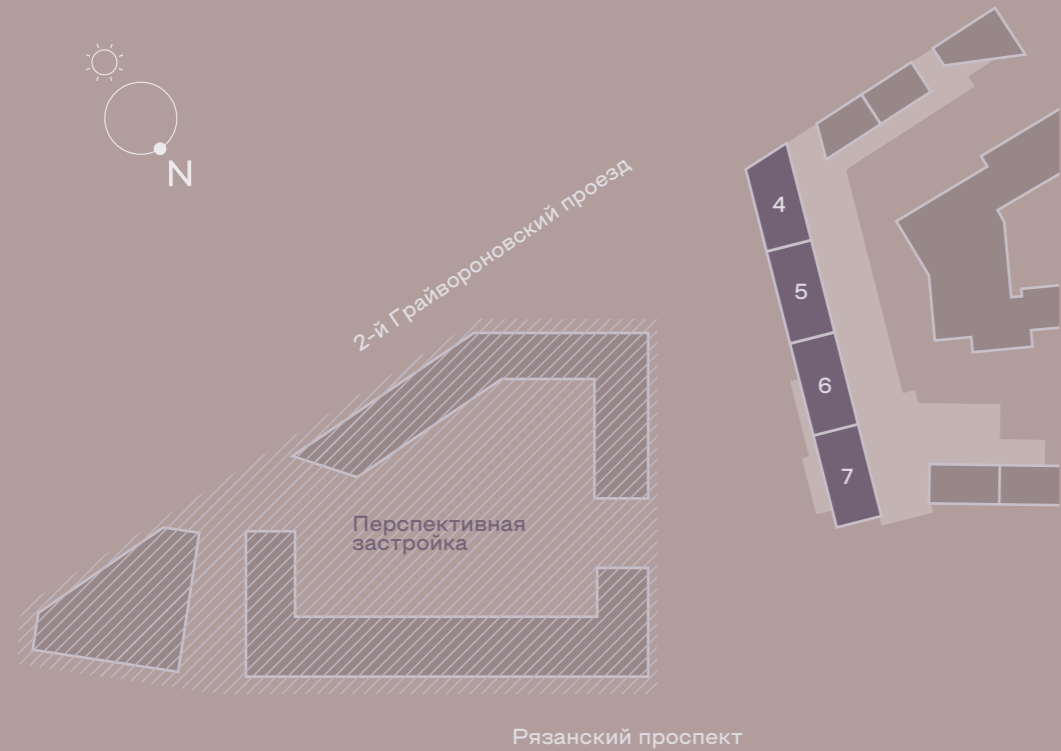 N
2-й Грайвороновский проезд
4
5
6
7
Перспективная
застройка
Рязанский проспект